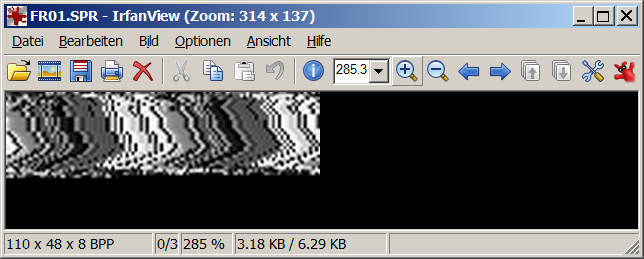 FR01.SPR - IrfanView (Zoom: 314 x 137)
Datei Bearbeiten Bild Optionen Ansicht Hilfe
285.3
110 x 48 x 8 BPP 0/3 285 % 3.18 KB / 6.29 KB